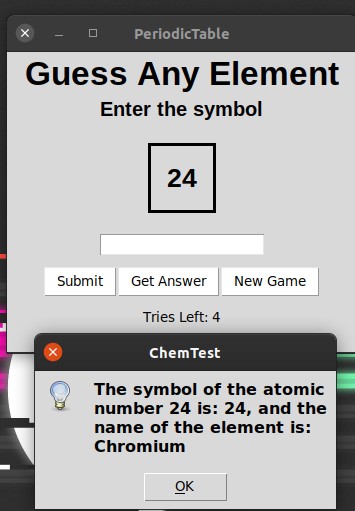 PeriodicTable
Guess Any Element
Enter the symbol
24
Submit Get Answer New Game
Tries Left: 4
ChemTest
The symbol of the atomic
number 24 is: 24, and the
name of the element is:
Chromium
OK